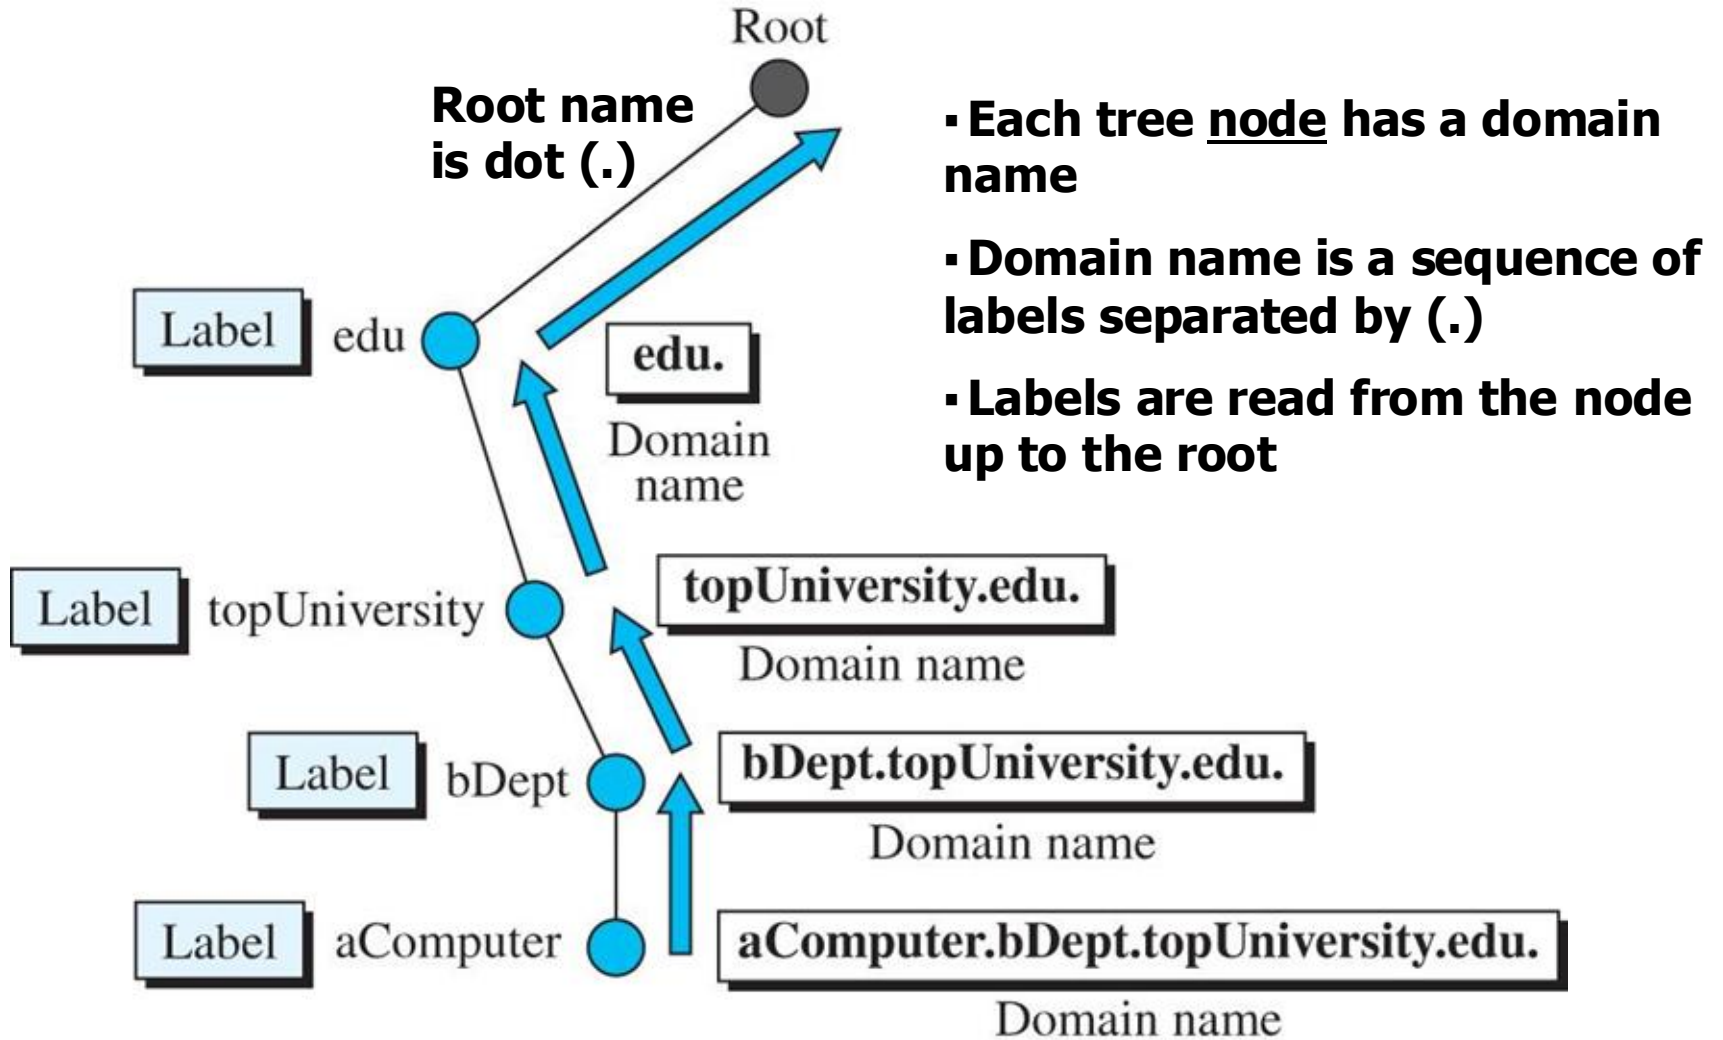 Root
Root name
is dot (.)
▪Each tree node has a domain
name
▪Domain name is a sequence of
labels separated by (.)
▪Labels are read from the node
up to the root
Label
edu
edu.
Domain
name
Label
topUniversity
topUniversity.edu.
Domain name
Label
bDept
bDept.topUniversity.edu.
Domain name
Label
aComputer
aComputer.bDept.topUniversity.edu.
Domain name